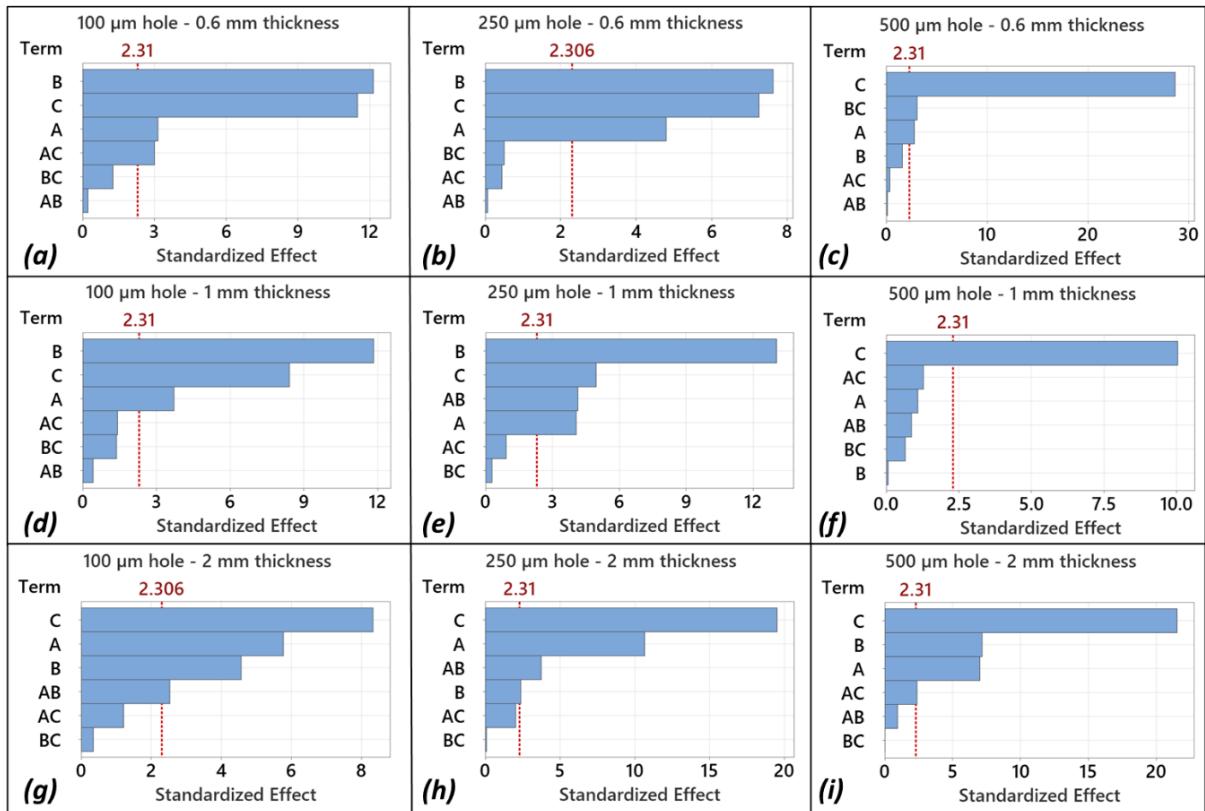 100 µm hole - 0.6 mm thickness
Term
2.31
B
C
A
AC
BC
AB
0 3 6 9 12
(a) Standardized Effect
250 µm hole - 0.6 mm thickness
Term
2.306
B
C
A
BC
AC
AB
0 2 4 6 8
(b) Standardized Effect
500 µm hole - 0.6 mm thickness
Term
2.31
C
BC
A
B
AC
AB
0 10 20 30
(c) Standardized Effect
100 µm hole - 1 mm thickness
Term
2.31
B
C
A
AC
BC
AB
0 3 6 9 12
(d) Standardized Effect
250 µm hole - 1 mm thickness
Term
2.31
B
C
AB
A
AC
BC
0 3 6 9 12
(e) Standardized Effect
500 µm hole - 1 mm thickness
Term
2.31
C
AC
A
AB
BC
B
0.0 2.5 5.0 7.5 10.0
(f) Standardized Effect
100 µm hole - 2 mm thickness
Term
2.306
C
A
B
AB
AC
BC
0 2 4 6 8
(g) Standardized Effect
250 µm hole - 2 mm thickness
Term
2.31
C
A
AB
B
AC
BC
0 5 10 15 20
(h) Standardized Effect
500 µm hole - 2 mm thickness
Term
2.31
C
B
A
AC
AB
BC
0 5 10 15 20
(i) Standardized Effect